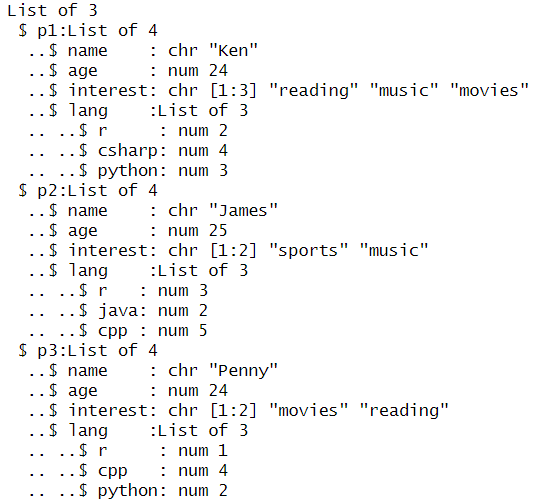 List of 3
 $ p1:List of 4
  ..$ name    : chr "Ken"
  ..$ age     : num 24
  ..$ interest: chr [1:3] "reading" "music" "movies"
  ..$ lang    :List of 3
  .. ..$ r     : num 2
  .. ..$ csharp: num 4
  .. ..$ python: num 3
 $ p2:List of 4
  ..$ name    : chr "James"
  ..$ age     : num 25
  ..$ interest: chr [1:2] "sports" "music"
  ..$ lang    :List of 3
  .. ..$ r   : num 3
  .. ..$ java: num 2
  .. ..$ cpp : num 5
 $ p3:List of 4
  ..$ name    : chr "Penny"
  ..$ age     : num 24
  ..$ interest: chr [1:2] "movies" "reading"
  ..$ lang    :List of 3
  .. ..$ r     : num 1
  .. ..$ cpp   : num 4
  .. ..$ python: num 2